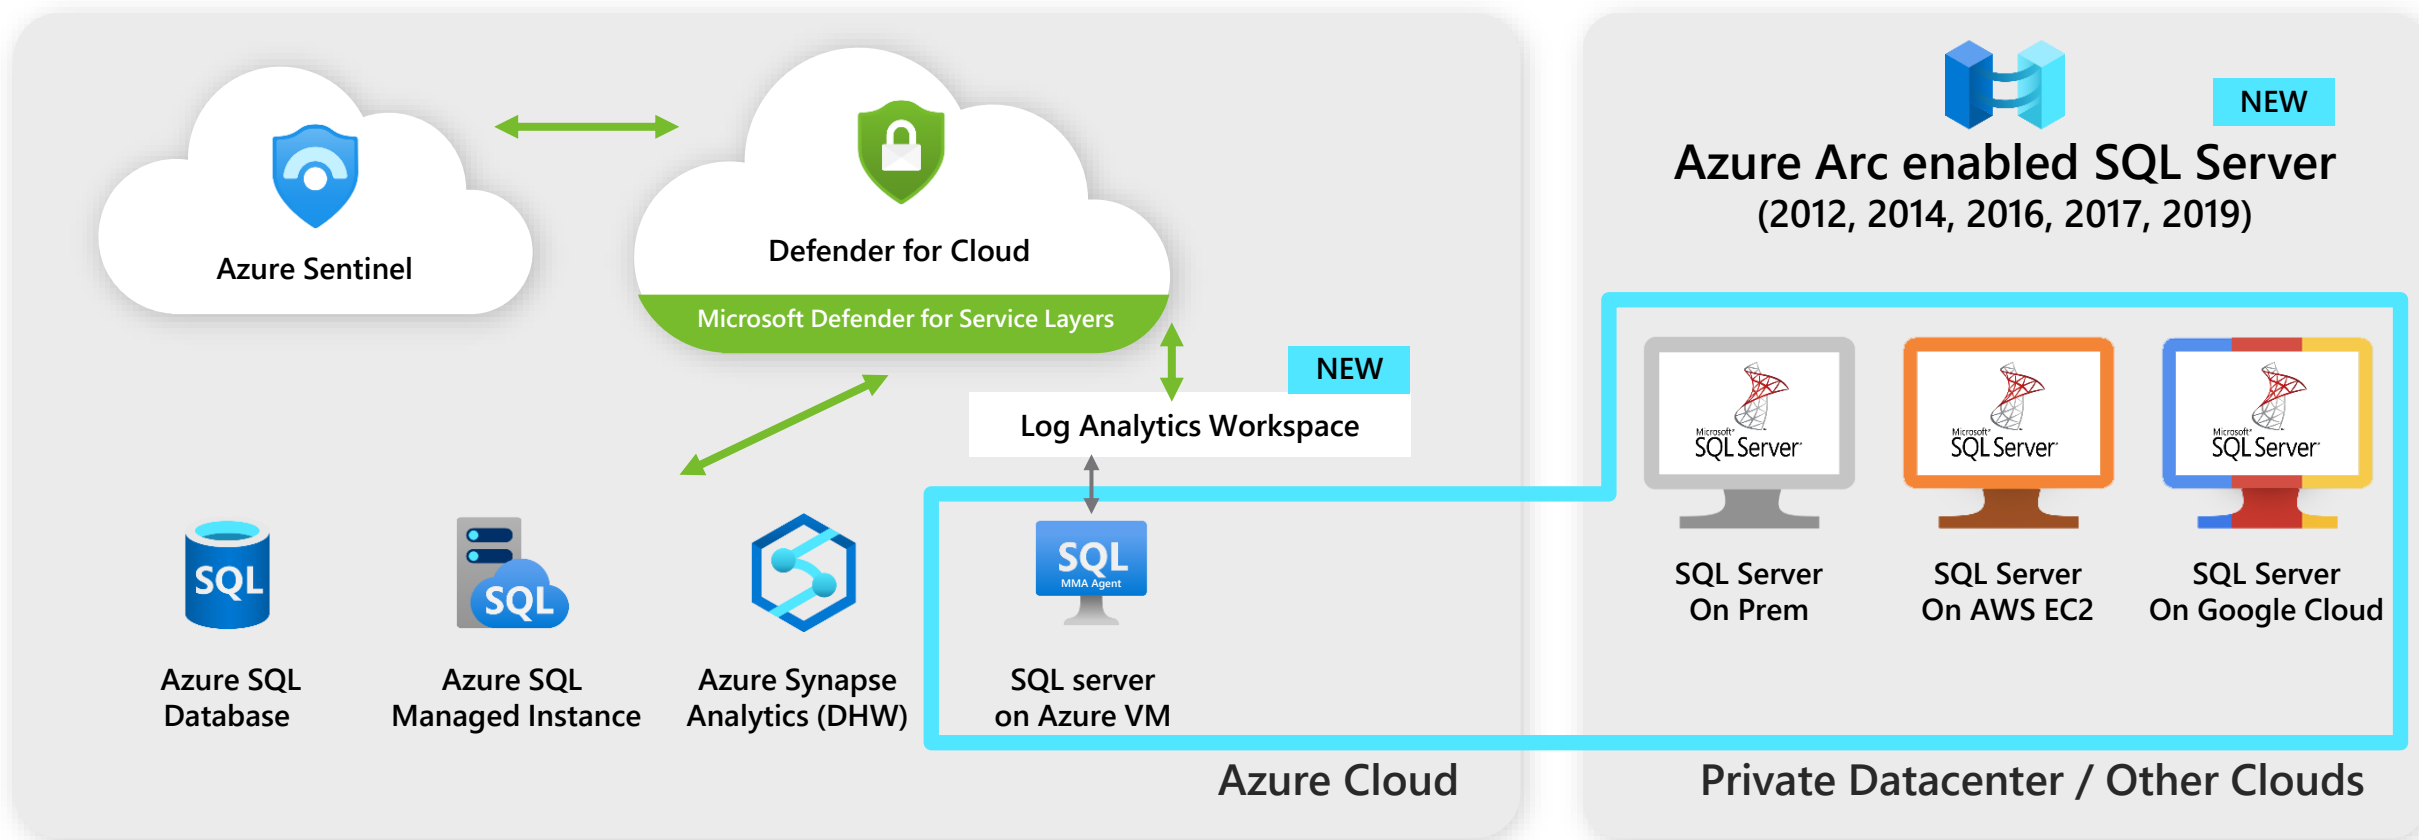 Azure Sentinel
Defender for Cloud
Microsoft Defender for Service Layers
NEW
Log Analytics Workspace
SQL
Azure SQL
Database
SQL
Azure SQL
Managed Instance
Azure Synapse
Analytics (DHW)
SQL
MMA Agent
SQL server
on Azure VM
Azure Cloud
NEW
Azure Arc enabled SQL Server
(2012, 2014, 2016, 2017, 2019)
Microsoft®
SQL Server
SQL Server
On Prem
Microsoft®
SQL Server
SQL Server
On AWS EC2
Microsoft®
SQL Server
SQL Server
On Google Cloud
Private Datacenter / Other Clouds